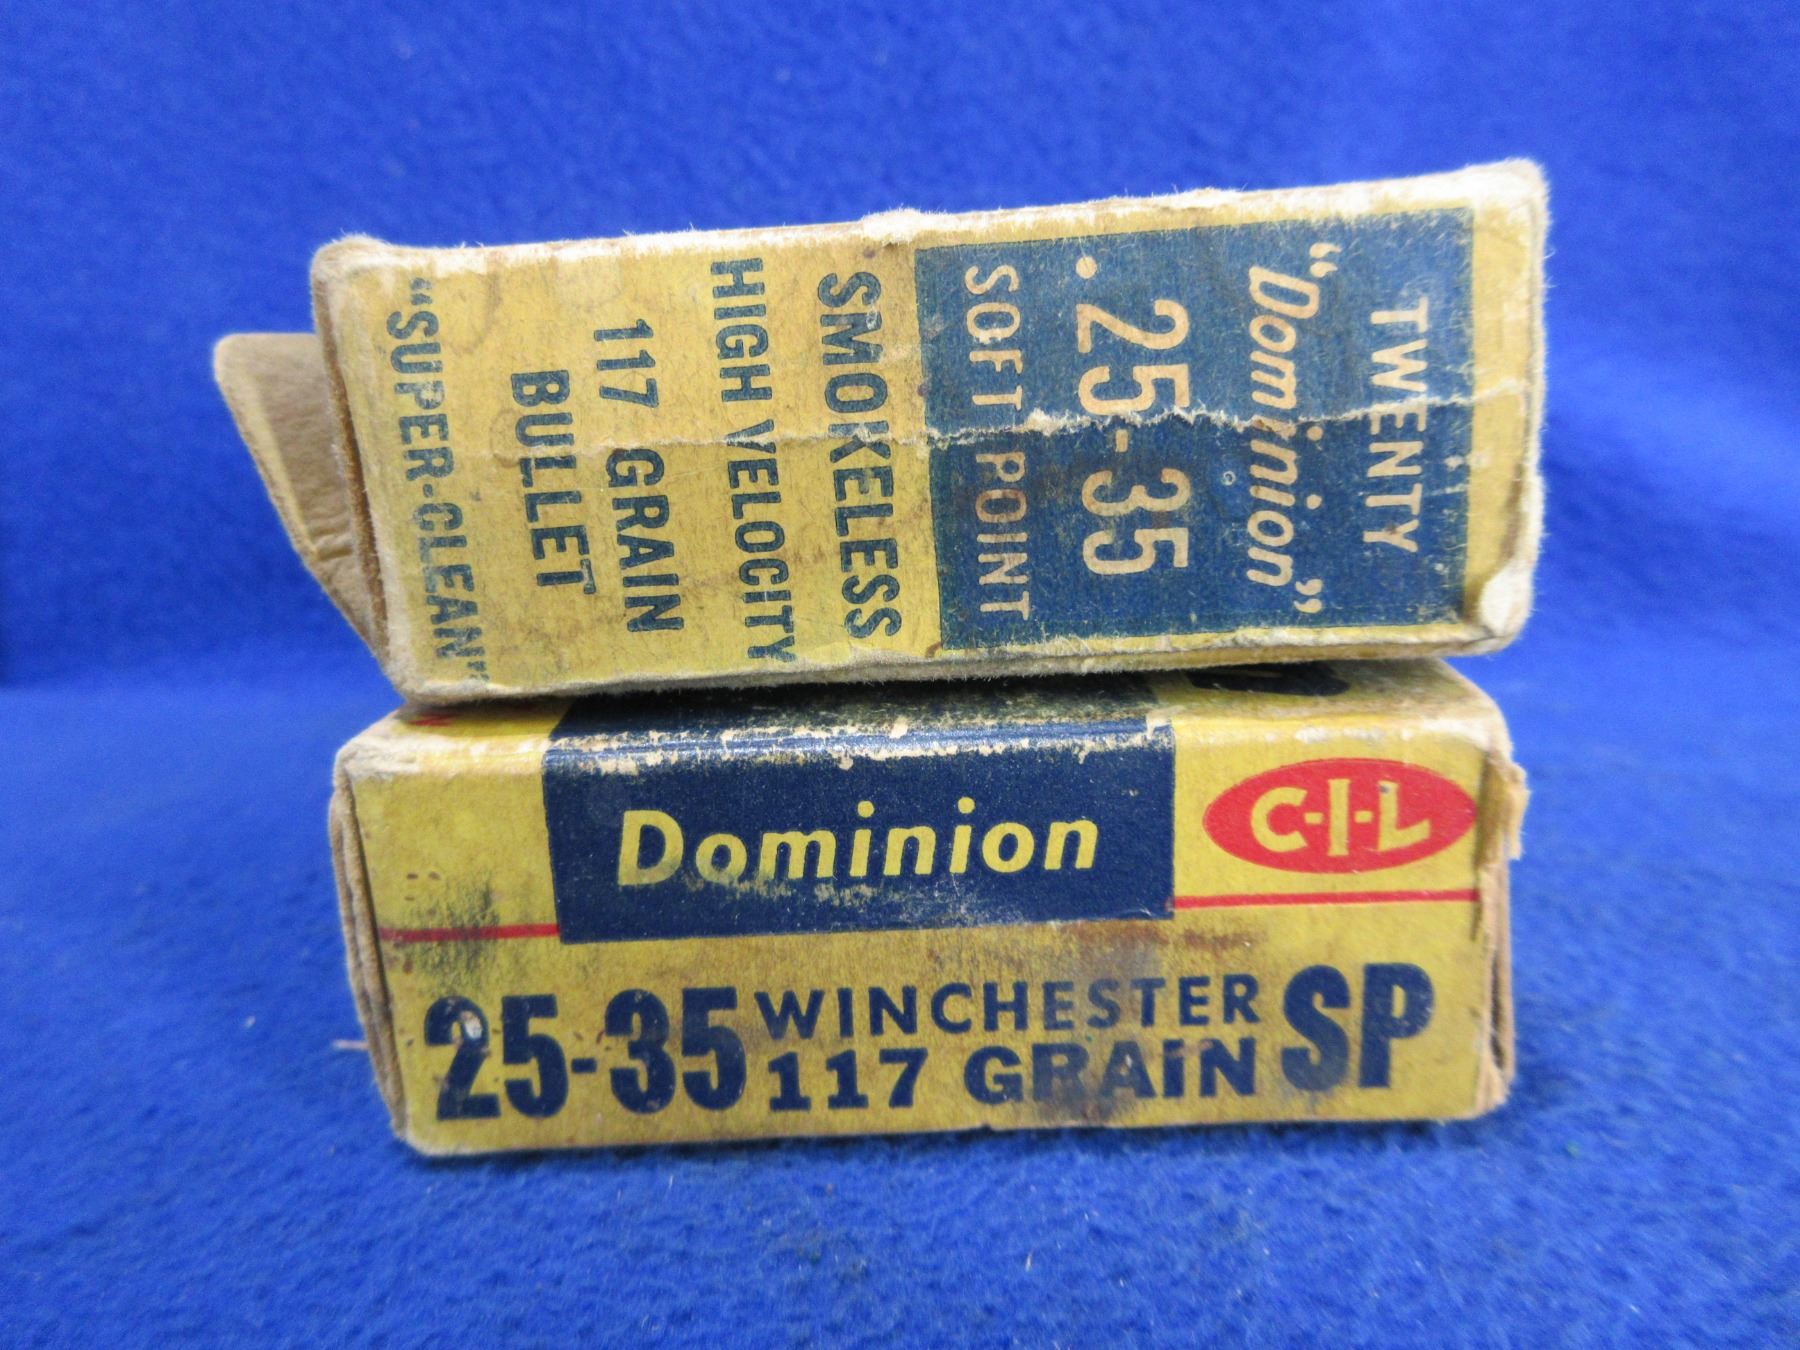 TWENTY
"Dominion"
.25-35
SOFT POINT
SMOKELESS
HIGH VELOCITY
117 GRAIN
BULLET
"SUPER-CLEAN"
Dominion
C-I-L
25-35 WINCHESTER
117 GRAIN SP